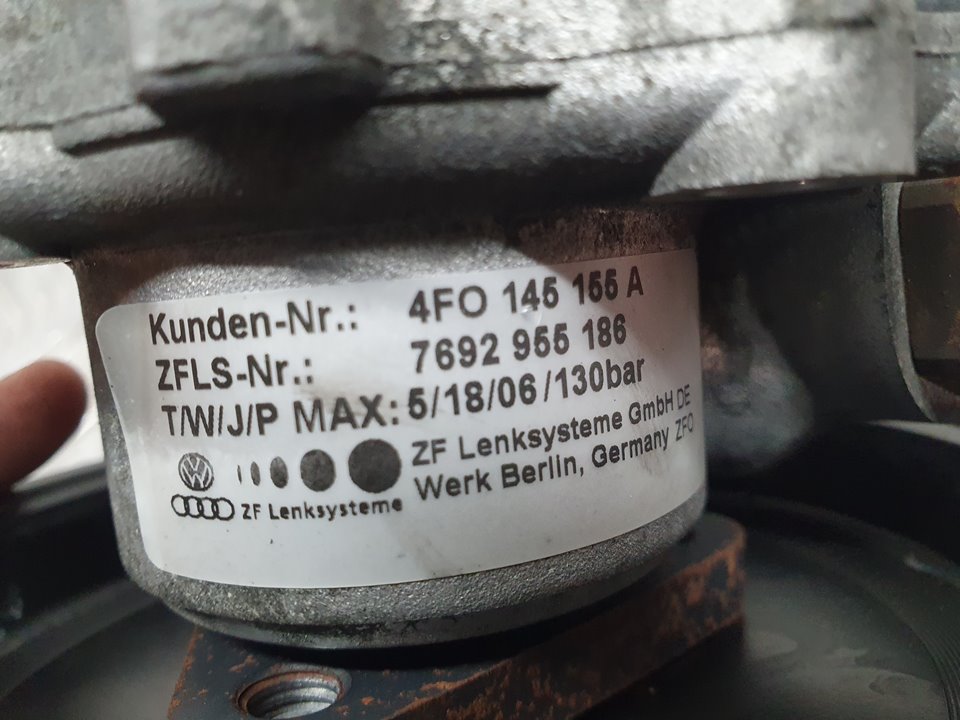 Kunden-Nr.: 4FO 145 155 A
ZFLS-Nr.: 7692 955 186
T/W/J/P MAX: 5/18/06/130bar
ZF Lenksysteme GmbH DE
Werk Berlin, Germany ZFO
ZF Lenksysteme